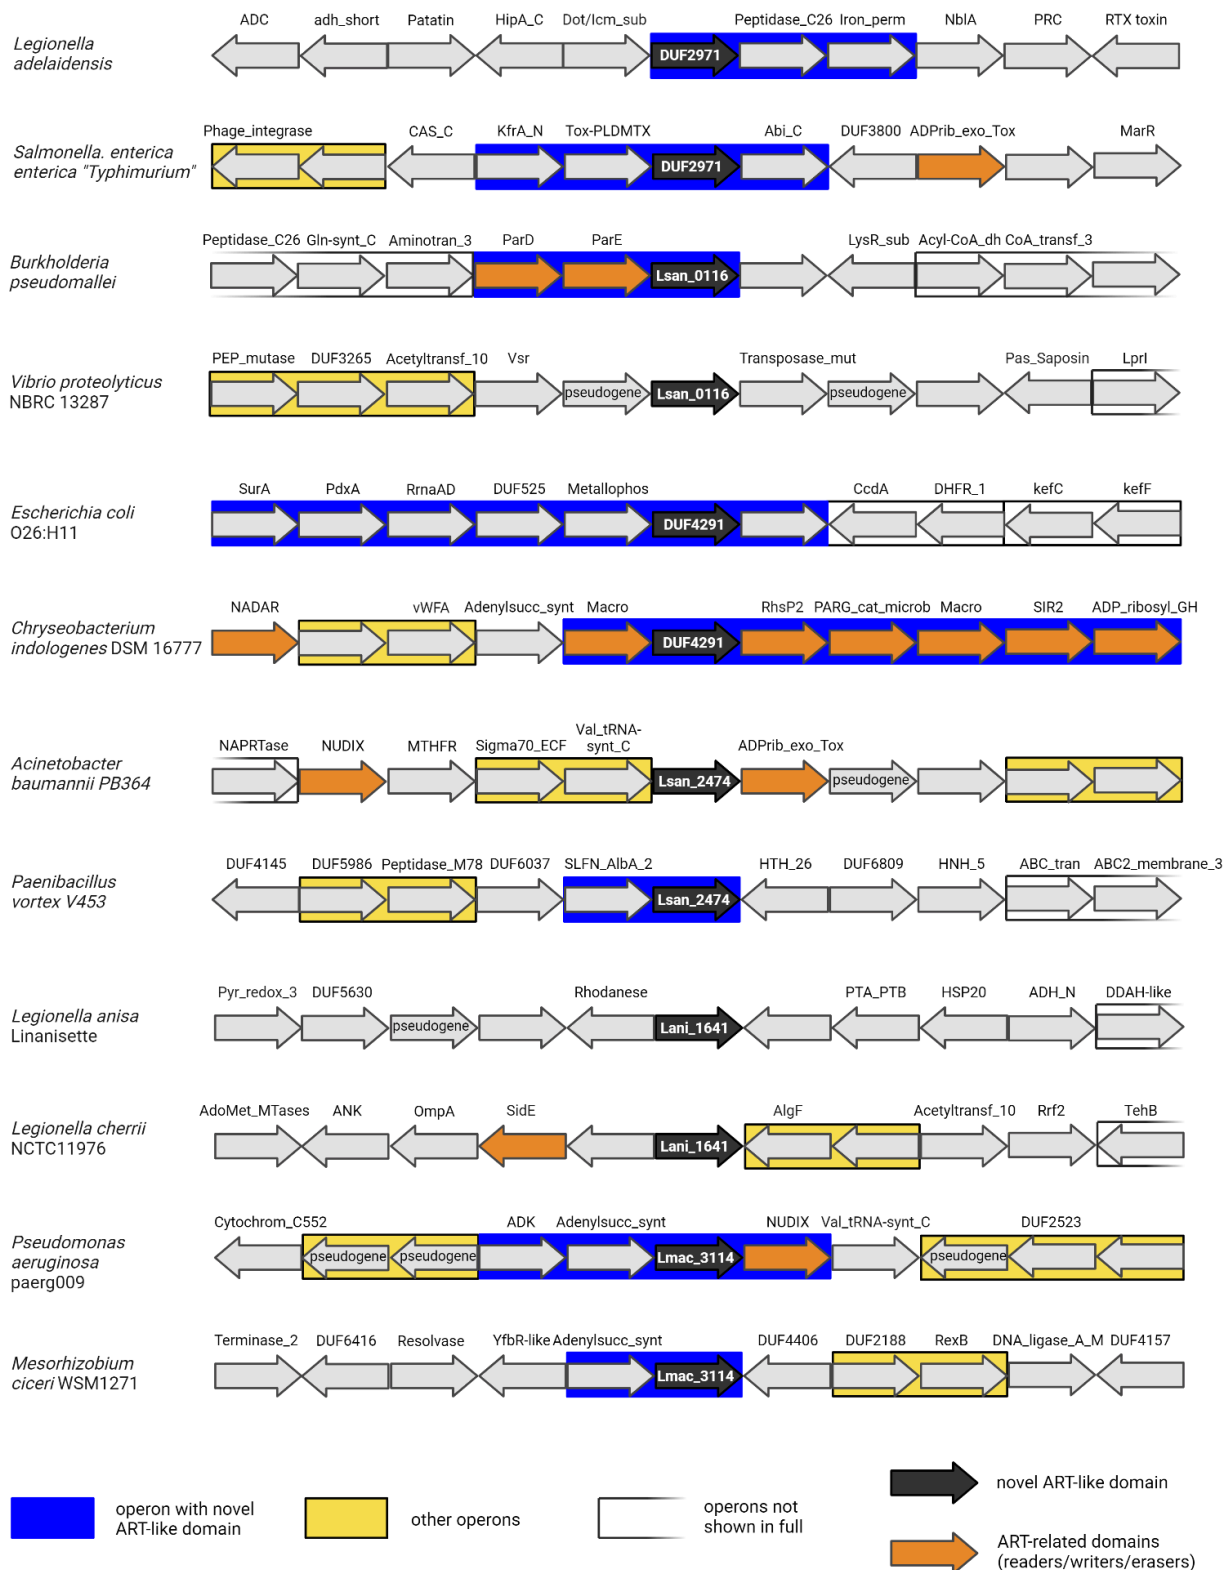 ADC adh_short Patatin HipA_C Dot/Icm_sub Peptidase_C26 Iron_perm NblA PRC RTX toxin
Legionella
adelaidensis
DUF2971
Phage_integrase CAS_C KfrA_N Tox-PLDMTX Abi_C DUF3800 ADPrib_exo_Tox MarR
Salmonella. enterica
enterica "Typhimurium"
DUF2971
Peptidase_C26 Gln-synt_C Aminotran_3 ParD ParE LysR_sub Acyl-CoA_dh CoA_transf_3
Burkholderia
pseudomallei
Lsan_0116
PEP_mutase DUF3265 Acetyltransf_10 Vsr Transposase_mut Pas_Saposin LprI
Vibrio proteolyticus
NBRC 13287
pseudogene Lsan_0116 pseudogene
SurA PdxA RrnaAD DUF525 Metallophos CcdA DHFR_1 kefC kefF
Escherichia coli
O26:H11
DUF4291
NADAR vWFA Adenylsucc_synt Macro RhsP2 PARG_cat_microb Macro SIR2 ADP_ribosyl_GH
Chryseobacterium
indologenes DSM 16777
DUF4291
NAPRTase NUDIX MTHFR Sigma70_ECF Val_tRNA-
synt_C ADPrib_exo_Tox
Acinetobacter
baumannii PB364
Lsan_2474 pseudogene
DUF4145 DUF5986 Peptidase_M78 DUF6037 SLFN_AlbA_2 HTH_26 DUF6809 HNH_5 ABC_tran ABC2_membrane_3
Paenibacillus
vortex V453
Lsan_2474
Pyr_redox_3 DUF5630 Rhodanese PTA_PTB HSP20 ADH_N DDAH-like
Legionella anisa
Linanisette
pseudogene Lani_1641
AdoMet_MTases ANK OmpA SidE AlgF Acetyltransf_10 Rrf2 TehB
Legionella cherrii
NCTC11976
Lani_1641
Cytochrom_C552 ADK Adenylsucc_synt NUDIX Val_tRNA-synt_C DUF2523
Pseudomonas
aeruginosa
paerg009
pseudogene pseudogene Lmac_3114 pseudogene
Terminase_2 DUF6416 Resolvase YfbR-like Adenylsucc_synt DUF4406 DUF2188 RexB DNA_ligase_A_M DUF4157
Mesorhizobium
ciceri WSM1271
Lmac_3114
operon with novel
ART-like domain
other operons
operons not
shown in full
novel ART-like domain
ART-related domains
(readers/writers/erasers)